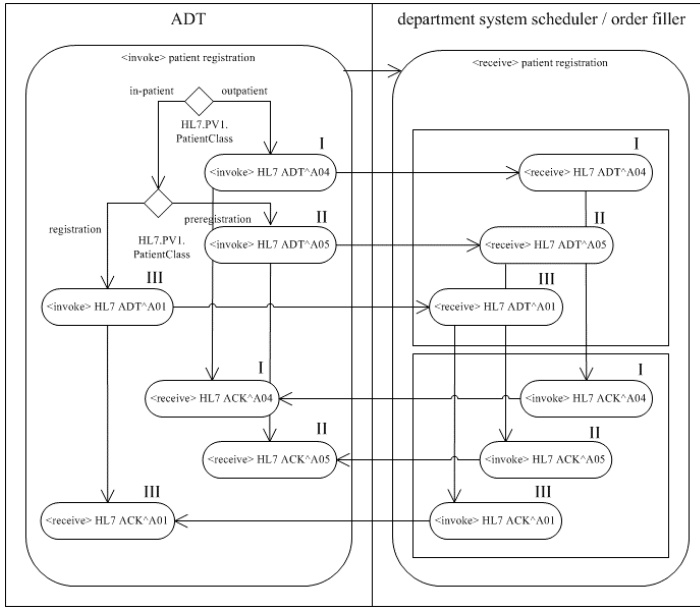 ADT
department system scheduler / order filler
<invoke> patient registration
<receive> patient registration
in-patient
outpatient
HL7.PV1.
PatientClass
I
I
<invoke> HL7 ADT^A04
<receive> HL7 ADT^A04
registration
preregistration
II
II
HL7.PV1.
PatientClass
<invoke> HL7 ADT^A05
<receive> HL7 ADT^A05
III
III
<invoke> HL7 ADT^A01
<receive> HL7 ADT^A01
I
I
<receive> HL7 ACK^A04
<invoke> HL7 ACK^A04
II
II
<receive> HL7 ACK^A05
<invoke> HL7 ACK^A05
III
III
<receive> HL7 ACK^A01
<invoke> HL7 ACK^A01